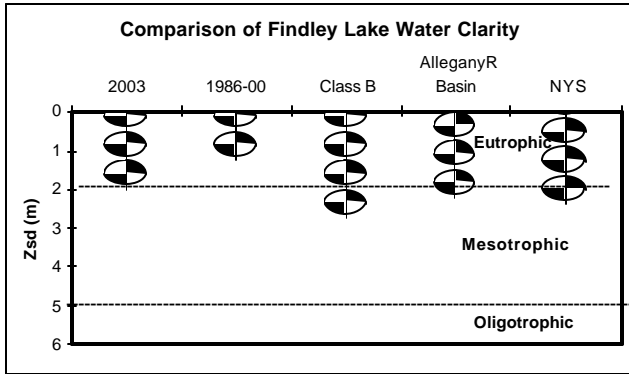 Comparison of Findley Lake Water Clarity
2003 1986-00 Class B AlleganyR Basin NYS
0
1
2
3
4
5
6
Zsd (m)
Eutrophic
Mesotrophic
Oligotrophic